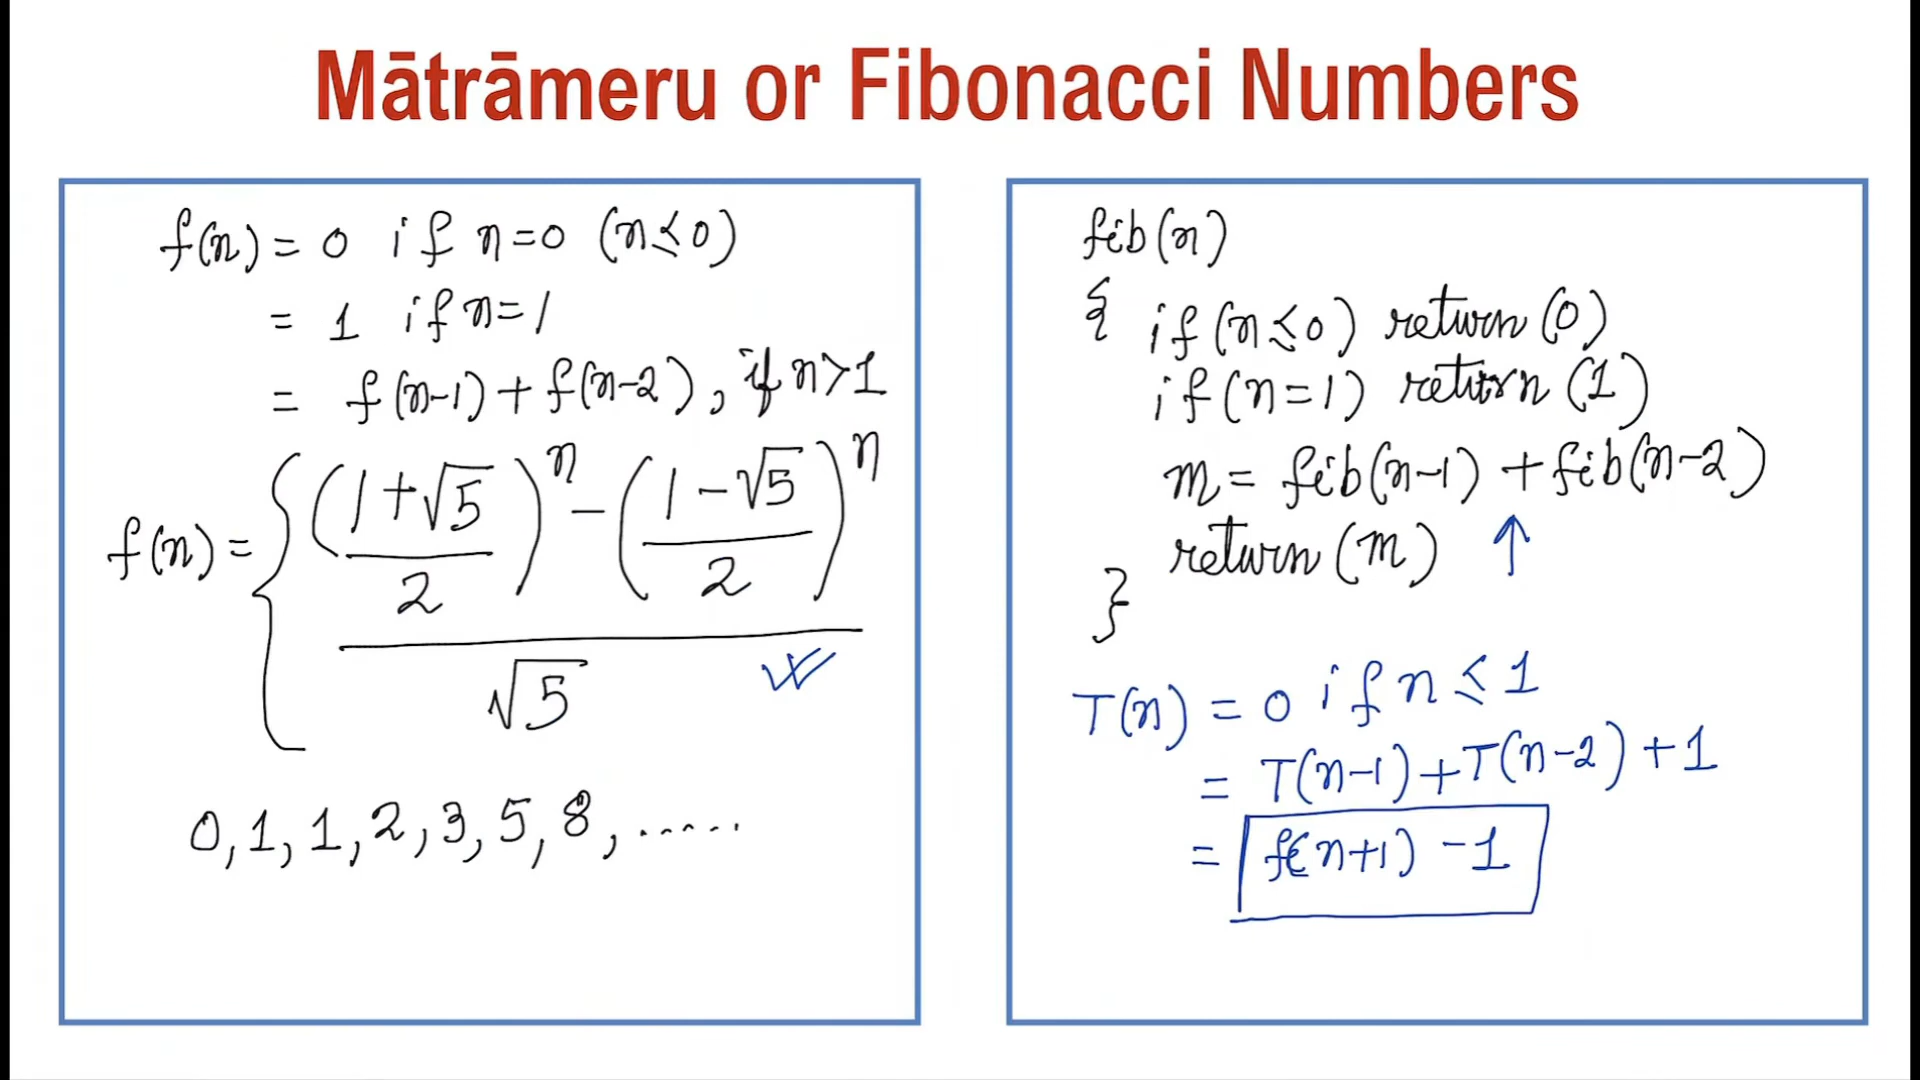 Mātrāmeru or Fibonacci Numbers
f(n) = 0 if n=0 (n≤0)
= 1 if n=1
= f(n-1) + f(n-2), if n>1
f(n) = { ( (1+√5) / 2 )^n - ( (1-√5) / 2 )^n
√5
0, 1, 1, 2, 3, 5, 8, .....
fib(n)
{ if (n≤0) return (0)
if (n=1) return (1)
m = fib(n-1) + fib(n-2)
return (m) ↑
}
T(n) = 0 if n ≤ 1
= T(n-1) + T(n-2) + 1
= f(n+1) - 1